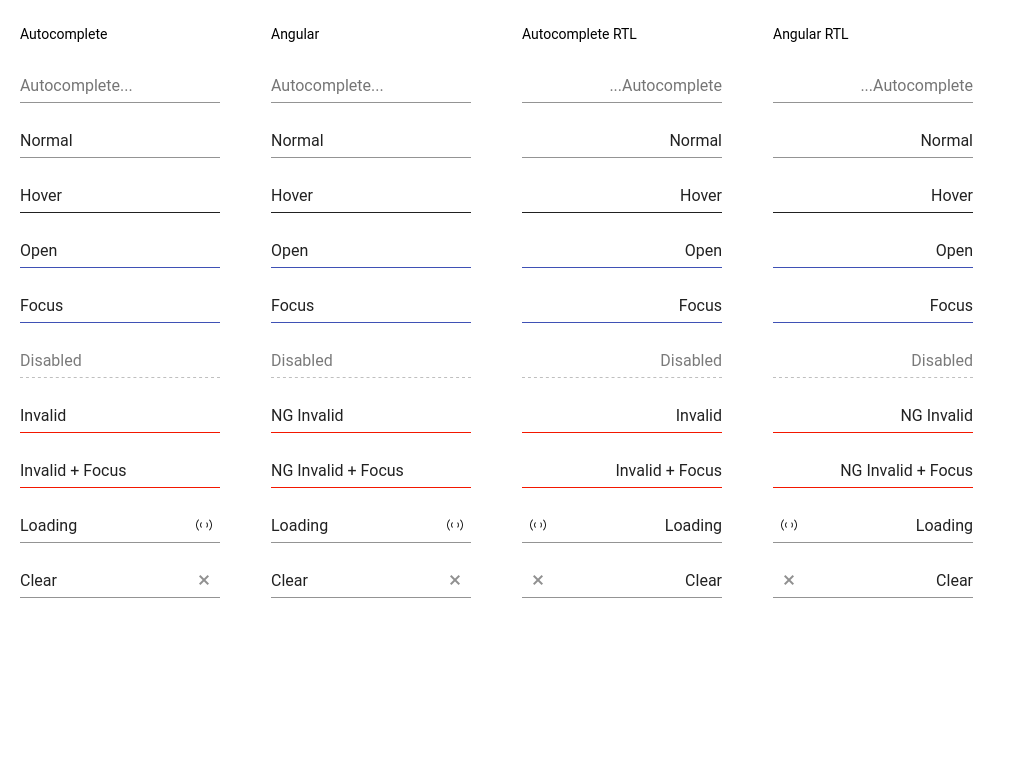 Autocomplete Angular Autocomplete RTL Angular RTL
Autocomplete... Autocomplete... ...Autocomplete ...Autocomplete
Normal Normal Normal Normal
Hover Hover Hover Hover
Open Open Open Open
Focus Focus Focus Focus
Disabled Disabled Disabled Disabled
Invalid NG Invalid Invalid NG Invalid
Invalid + Focus NG Invalid + Focus Invalid + Focus NG Invalid + Focus
Loading Loading Loading Loading
Clear Clear Clear Clear